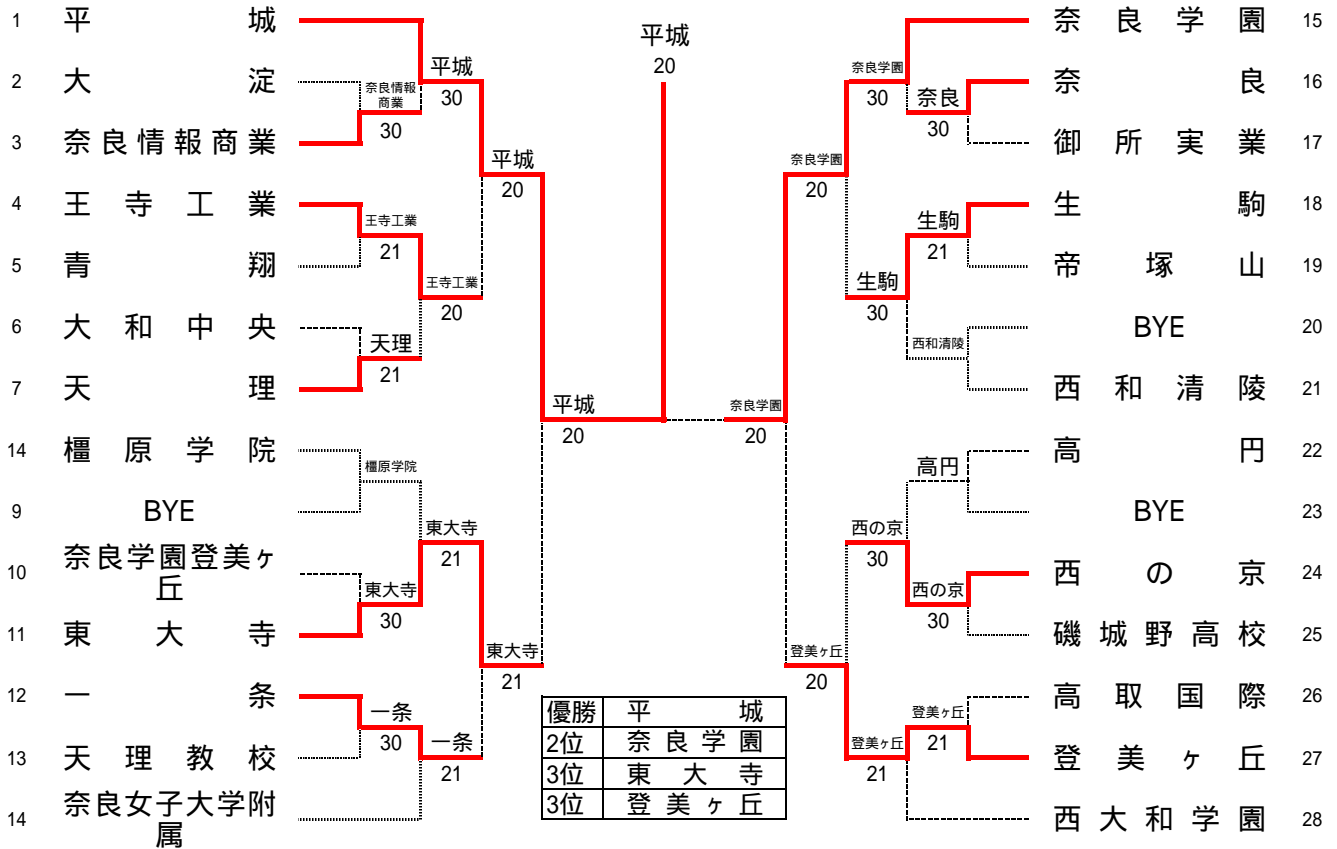 1 平城
2 大淀
3 奈良情報商業
4 王寺工業
5 青翔
6 大和中央
7 天理
14 橿原学院
9 BYE
10 奈良学園登美ヶ
丘
11 東大寺
12 一条
13 天理教校
14 奈良女子大学附
属
奈良情報
商業
30
王寺工業
21
天理
21
橿原学院
東大寺
30
一条
30
平城
30
王寺工業
20
東大寺
21
一条
21
平城
20
東大寺
21
平城
20
平城
20
奈良学園
20
奈良学園
20
登美ヶ丘
20
奈良学園
30
生駒
30
西の京
30
登美ヶ丘
21
奈良
30
生駒
21
西和清陵
高円
西の京
30
登美ヶ丘
21
奈良学園 15
奈良 16
御所実業 17
生駒 18
帝塚山 19
BYE 20
西和清陵 21
高円 22
BYE 23
西の京 24
磯城野高校 25
高取国際 26
登美ヶ丘 27
西大和学園 28
優勝 平城
2位 奈良学園
3位 東大寺
3位 登美ヶ丘